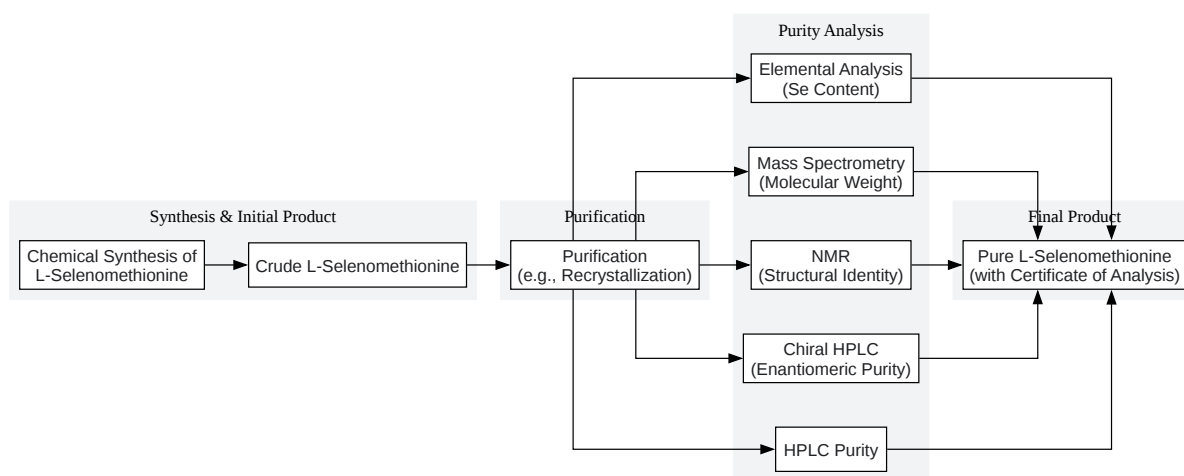 Purity Analysis
Elemental Analysis
(Se Content)
Mass Spectrometry
(Molecular Weight)
Synthesis & Initial Product
Purification
Final Product
Chemical Synthesis of
L-Selenomethionine
Crude L-Selenomethionine
Purification
(e.g., Recrystallization)
NMR
(Structural Identity)
Pure L-Selenomethionine
(with Certificate of Analysis)
Chiral HPLC
(Enantiomeric Purity)
HPLC Purity